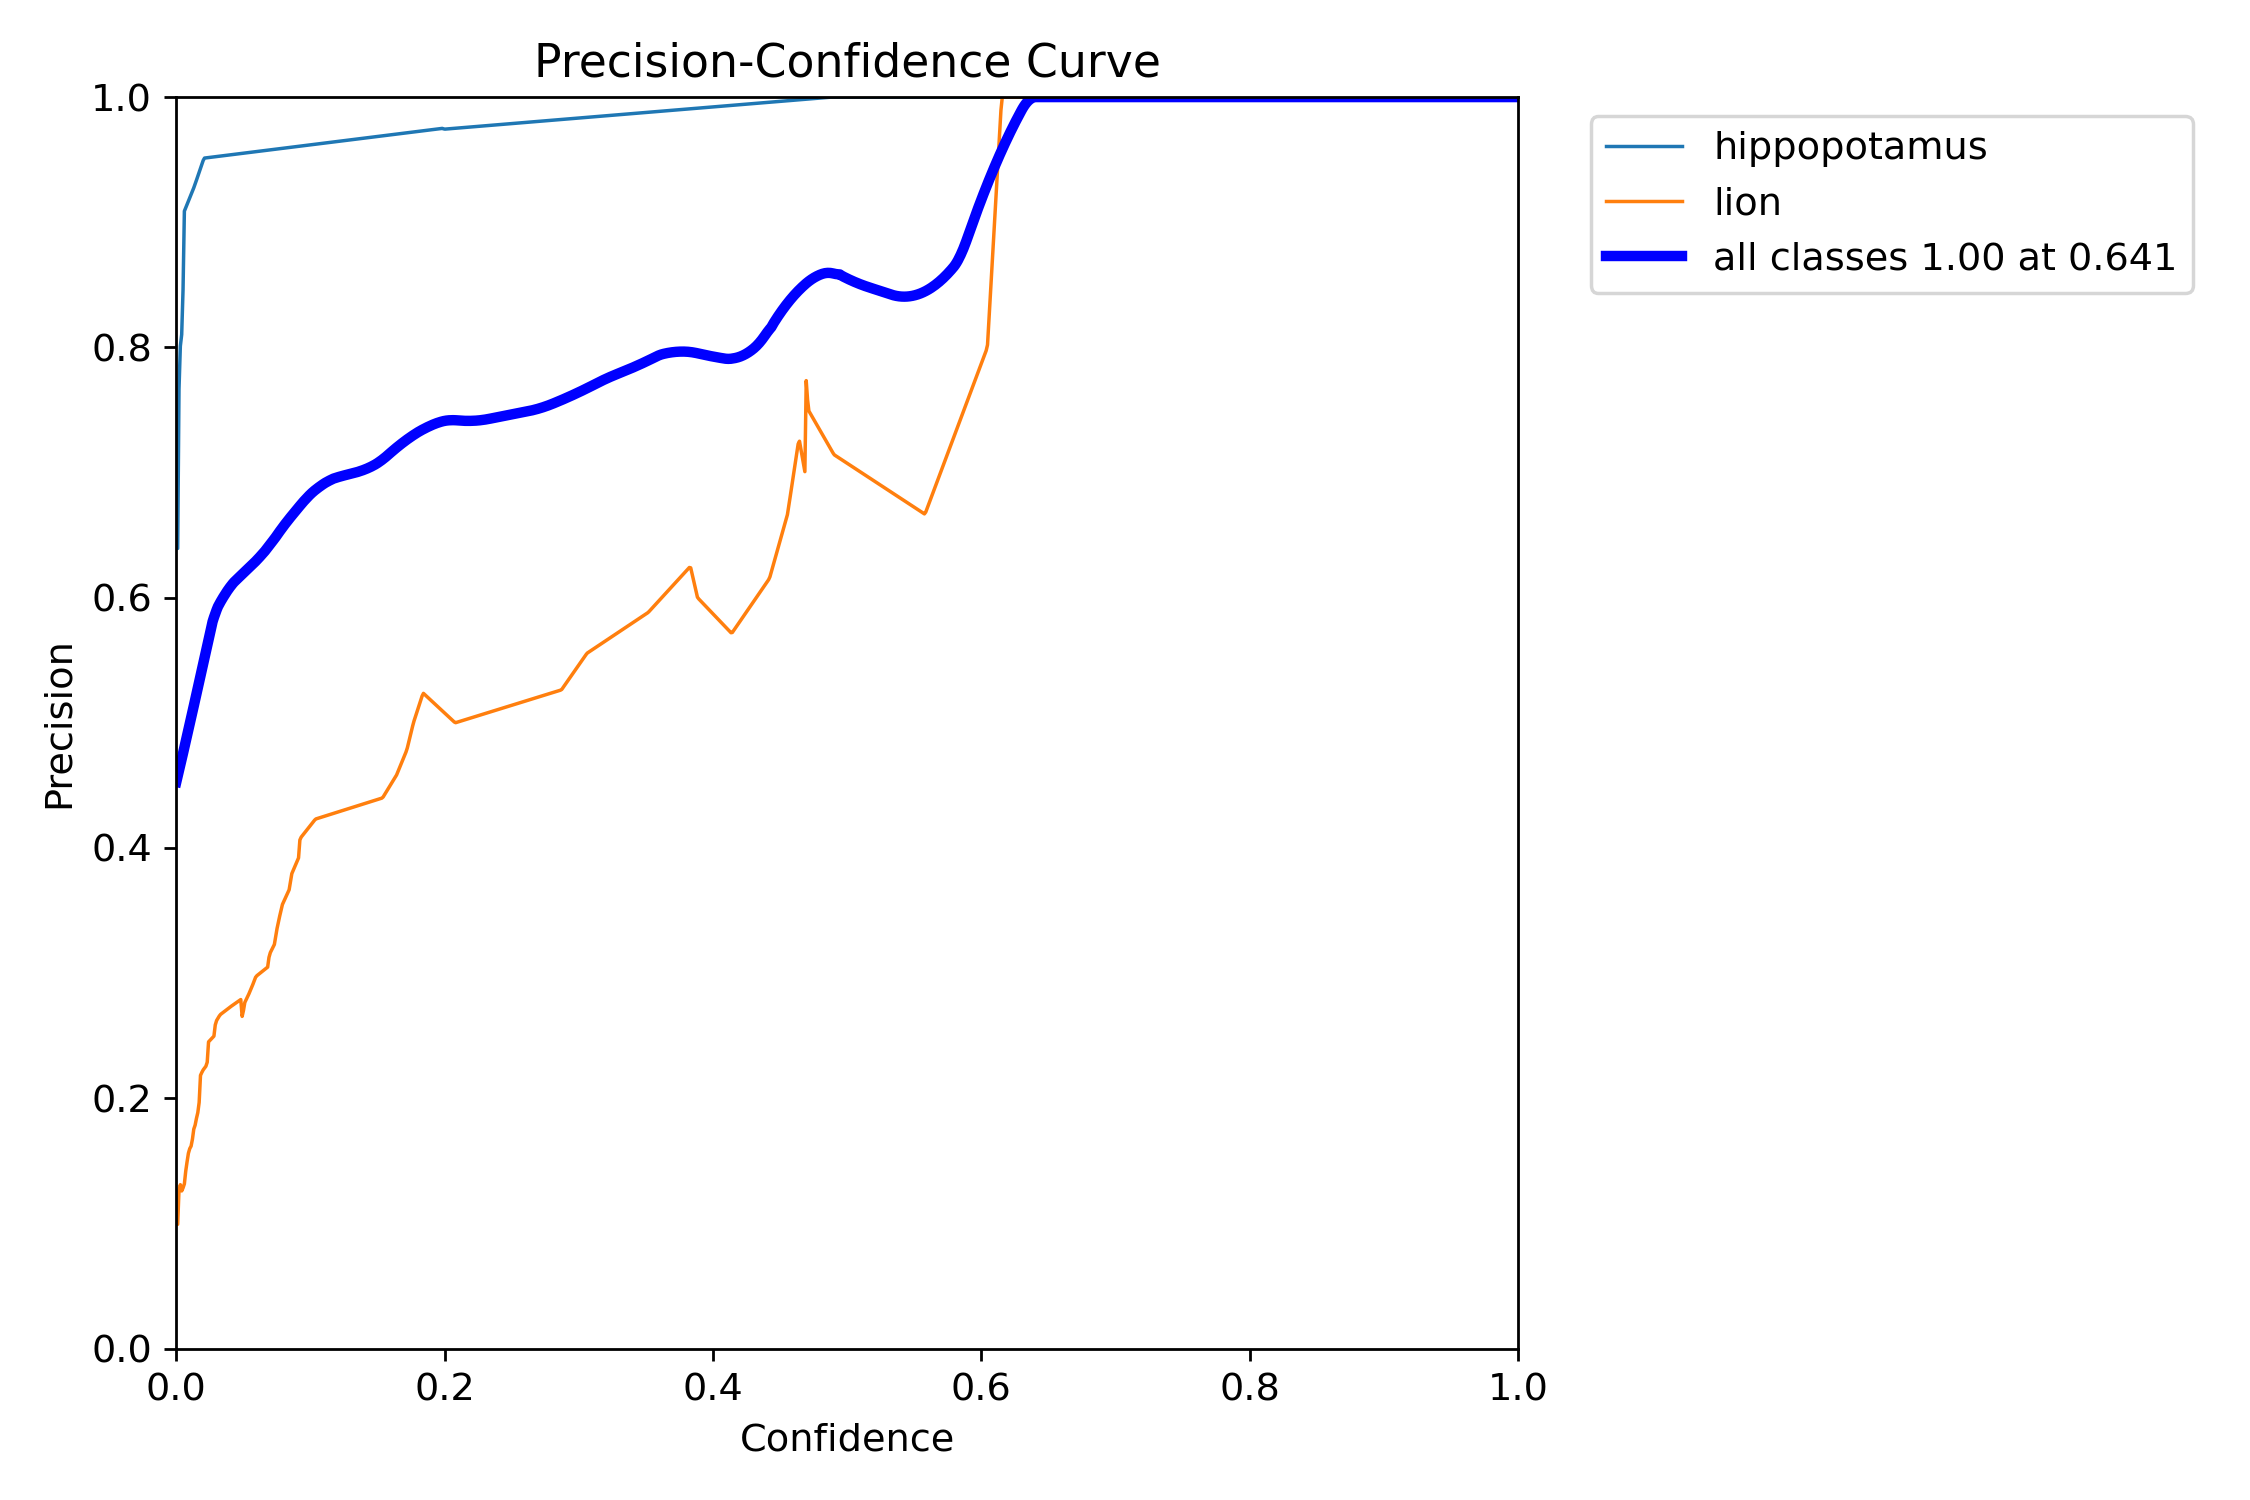 Precision-Confidence Curve
1.0
0.8
0.6
0.4
0.2
0.0
Precision
0.0 0.2 0.4 0.6 0.8 1.0
Confidence
hippopotamus
lion
all classes 1.00 at 0.641